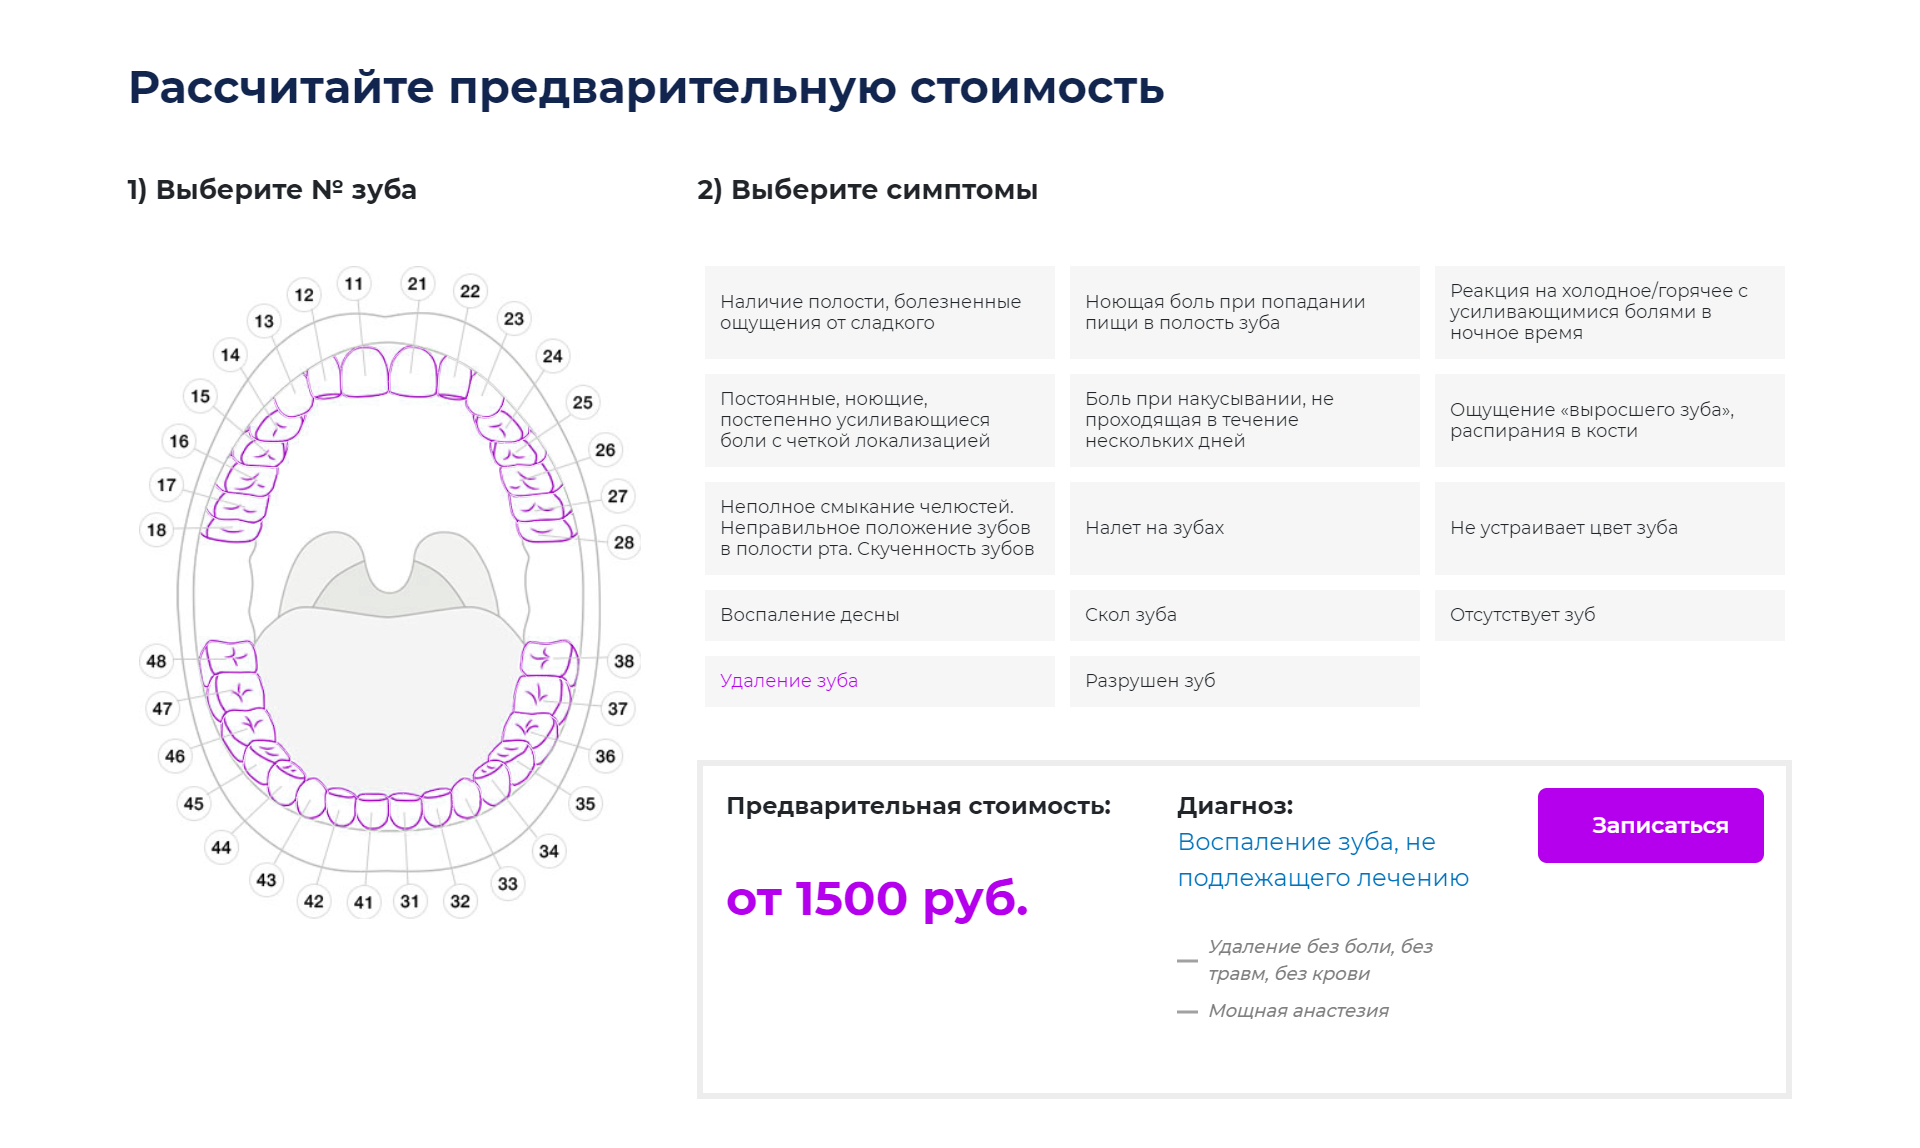 Рассчитайте предварительную стоимость
1) Выберите № зуба
11
21
12
22
13
23
14
24
15
25
16
26
17
27
18
28
48
38
47
37
46
36
45
35
44
34
43
33
42
41
31
32
2) Выберите симптомы
Наличие полости, болезненные
ощущения от сладкого
Ноющая боль при попадании
пищи в полость зуба
Реакция на холодное/горячее с
усиливающимися болями в
ночное время
Постоянные, ноющие,
постепенно усиливающиеся
боли с четкой локализацией
Боль при накусывании, не
проходящая в течение
нескольких дней
Ощущение «выросшего зуба»,
распирания в кости
Неполное смыкание челюстей.
Неправильное положение зубов
в полости рта. Скученность зубов
Налет на зубах
Не устраивает цвет зуба
Воспаление десны
Скол зуба
Отсутствует зуб
Удаление зуба
Разрушен зуб
Предварительная стоимость:
от 1500 руб.
Диагноз:
Воспаление зуба, не
подлежащего лечению
Удаление без боли, без
травм, без крови
Мощная анастезия
Записаться